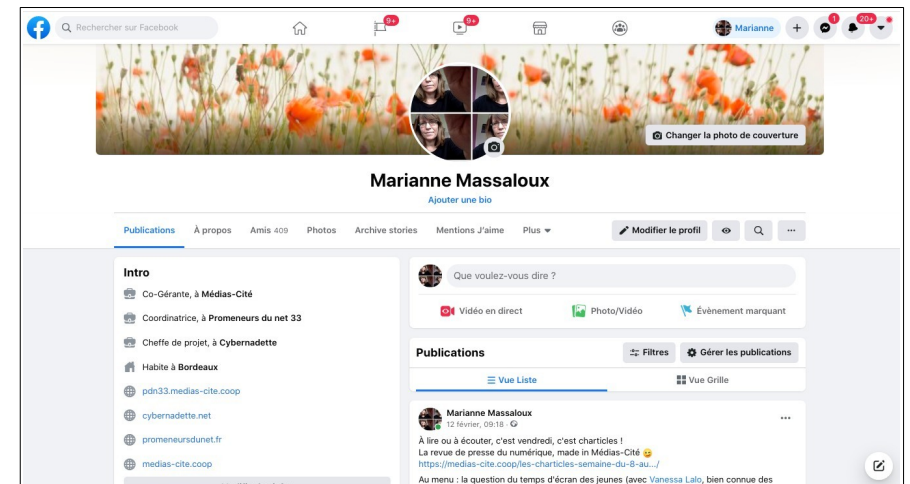 Rechercher sur Facebook
9+
9+
Marianne
1
20+
Changer la photo de couverture
Marianne Massaloux
Ajouter une bio
Publications À propos Amis 409 Photos Archive stories Mentions J'aime Plus
Modifier le profil
Intro
Co-Gérante, à Médias-Cité
Coordinatrice, à Promeneurs du net 33
Cheffe de projet, à Cybernadette
Habite à Bordeaux
pdn33.medias-cite.coop
cybernadette.net
promeneursdunet.fr
medias-cite.coop
Que voulez-vous dire ?
Vidéo en direct Photo/Vidéo Évènement marquant
Publications
Filtres Gérer les publications
Vue Liste Vue Grille
Marianne Massaloux
12 février, 09:18 ·
À lire ou à écouter, c'est vendredi, c'est charticles !
La revue de presse du numérique, made in Médias-Cité 😉
https://medias-cite.coop/les-charticles-semaine-du-8-au.../
Au menu : la question du temps d'écran des jeunes (avec Vanessa Lalo, bien connue des